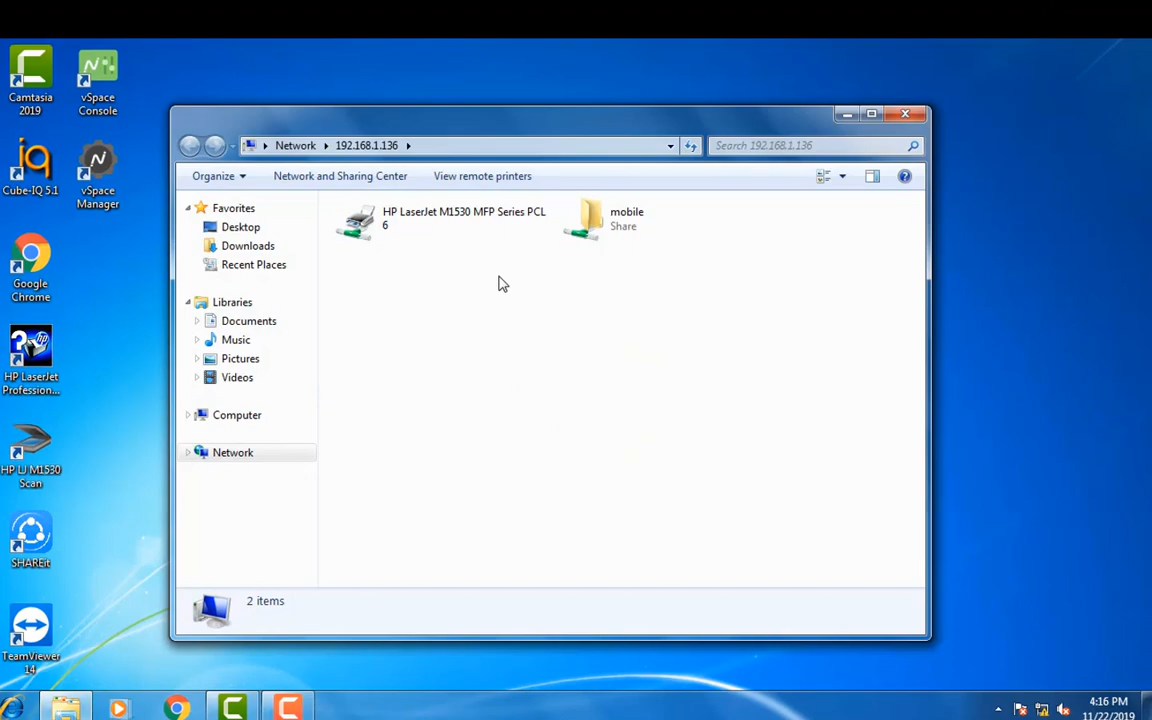 Camtasia
2019
vSpace
Console
Cube-IQ 5.1
vSpace
Manager
Google
Chrome
HP LaserJet
Profession...
HP LJ M1530
Scan
SHAREit
TeamViewer
14
Network
192.168.1.136
Search 192.168.1.136
Organize
Network and Sharing Center
View remote printers
Favorites
Desktop
Downloads
Recent Places
Libraries
Documents
Music
Pictures
Videos
Computer
Network
HP LaserJet M1530 MFP Series PCL
6
mobile
Share
2 items
4:16 PM
11/22/2019